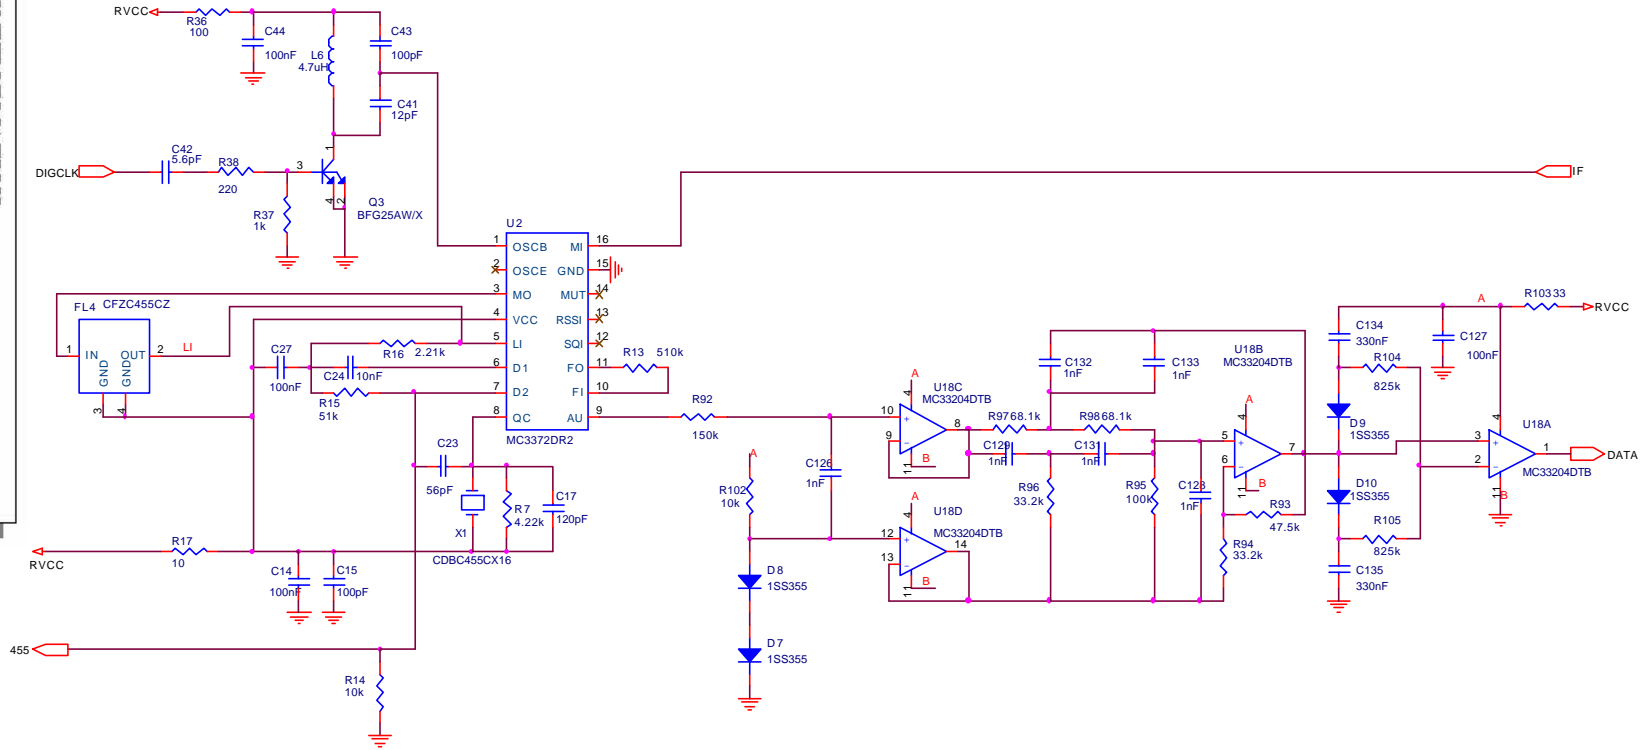 RVCC
R36
100
C44
100nF
L6
4.7uH
C43
100pF
C41
12pF
C42
5.6pF
DIGCLK
R38
220
3
1
4
2
R37
1k
Q3
BFG25AW/X
IF
U2
1 OSCB MI 16
2 OSCE GND 15
3 MO MUT 14
4 VCC RSSI 13
5 LI SQI 12
6 D1 FO 11
7 D2 FI 10
8 QC AU 9
MC3372DR2
FL4 CFZC455CZ
1 IN OUT 2
GND GND
3 4
LI
C27
100nF
R16 2.21k
C24 10nF
R15
51k
R13 510k
C23
56pF
X1
CDBC455CX16
R7
4.22k
C17
120pF
RVCC
R17
10
C14
100nF
C15
100pF
455
R14
10k
R92
150k
A
R102
10k
C126
1nF
D8
1SS355
D7
1SS355
A
U18C
MC33204DTB
10 4 8
9 11
B
A
U18D
MC33204DTB
12 4 14
13 11
B
C132
1nF
C133
1nF
R97 68.1k
R98 68.1k
C129
1nF
C131
1nF
R96
33.2k
R95
100k
C128
1nF
U18B
MC33204DTB
A
5 4 7
6 11
B
R93
47.5k
R94
33.2k
A
R103 33
RVCC
C134
330nF
C127
100nF
R104
825k
D9
1SS355
D10
1SS355
R105
825k
C135
330nF
U18A
MC33204DTB
3 4 1
2 11
B
DATA